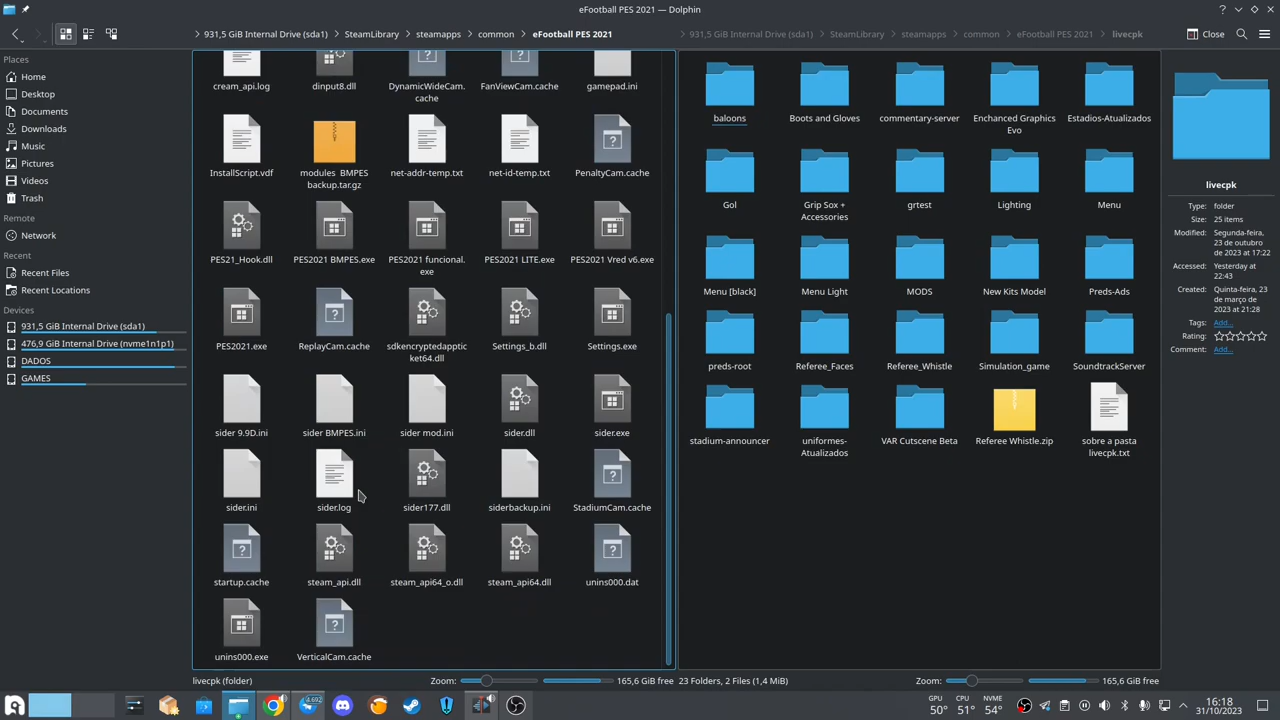 eFootball PES 2021 — Dolphin
931,5 GiB Internal Drive (sda1) SteamLibrary steamapps common eFootball PES 2021
931,5 GiB Internal Drive (sda1) SteamLibrary steamapps common eFootball PES 2021 livecpk
Close
Places
Home
Desktop
Documents
Downloads
Music
Pictures
Videos
Trash
Remote
Network
Recent
Recent Files
Recent Locations
Devices
931,5 GiB Internal Drive (sda1)
476,9 GiB Internal Drive (nvme1n1p1)
DADOS
GAMES
cream_api.log
dinput8.dll
DynamicWideCam.
cache
FanViewCam.cache
gamepad.ini
InstallScript.vdf
modules BMPES
backup.tar.gz
net-addr-temp.txt
net-id-temp.txt
PenaltyCam.cache
PES21_Hook.dll
PES2021 BMPES.exe
PES2021 funcional.
exe
PES2021 LITE.exe
PES2021 Vred v6.exe
PES2021.exe
ReplayCam.cache
sdkencryptedapptic
ket64.dll
Settings_b.dll
Settings.exe
sider 9.9D.ini
sider BMPES.ini
sider mod.ini
sider.dll
sider.exe
sider.ini
sider.log
sider177.dll
siderbackup.ini
StadiumCam.cache
startup.cache
steam_api.dll
steam_api64_o.dll
steam_api64.dll
unins000.dat
unins000.exe
VerticalCam.cache
livecpk (folder)
Zoom:
165,6 GiB free
baloons
Boots and Gloves
commentary-server
Enchanced Graphics
Evo
Estadios-Atualizados
Gol
Grip Sox +
Accessories
grtest
Lighting
Menu
Menu [black]
Menu Light
MODS
New Kits Model
Preds-Ads
preds-root
Referee_Faces
Referee_Whistle
Simulation_game
SoundtrackServer
stadium-announcer
uniformes-
Atualizados
VAR Cutscene Beta
Referee Whistle.zip
sobre a pasta
livecpk.txt
23 Folders, 2 Files (1,4 MiB)
Zoom:
165,6 GiB free
livecpk
Type: folder
Size: 25 items
Modified: Segunda-feira,
23 de outubro
de 2023 at 17:22
Accessed: Yesterday at
22:43
Created: Quinta-feira, 23
de março de
2023 at 21:28
Tags: Add...
Rating:
Comment: Add...
4.692
GPU CPU NVME
50° 51° 54°
16:18
31/10/2023